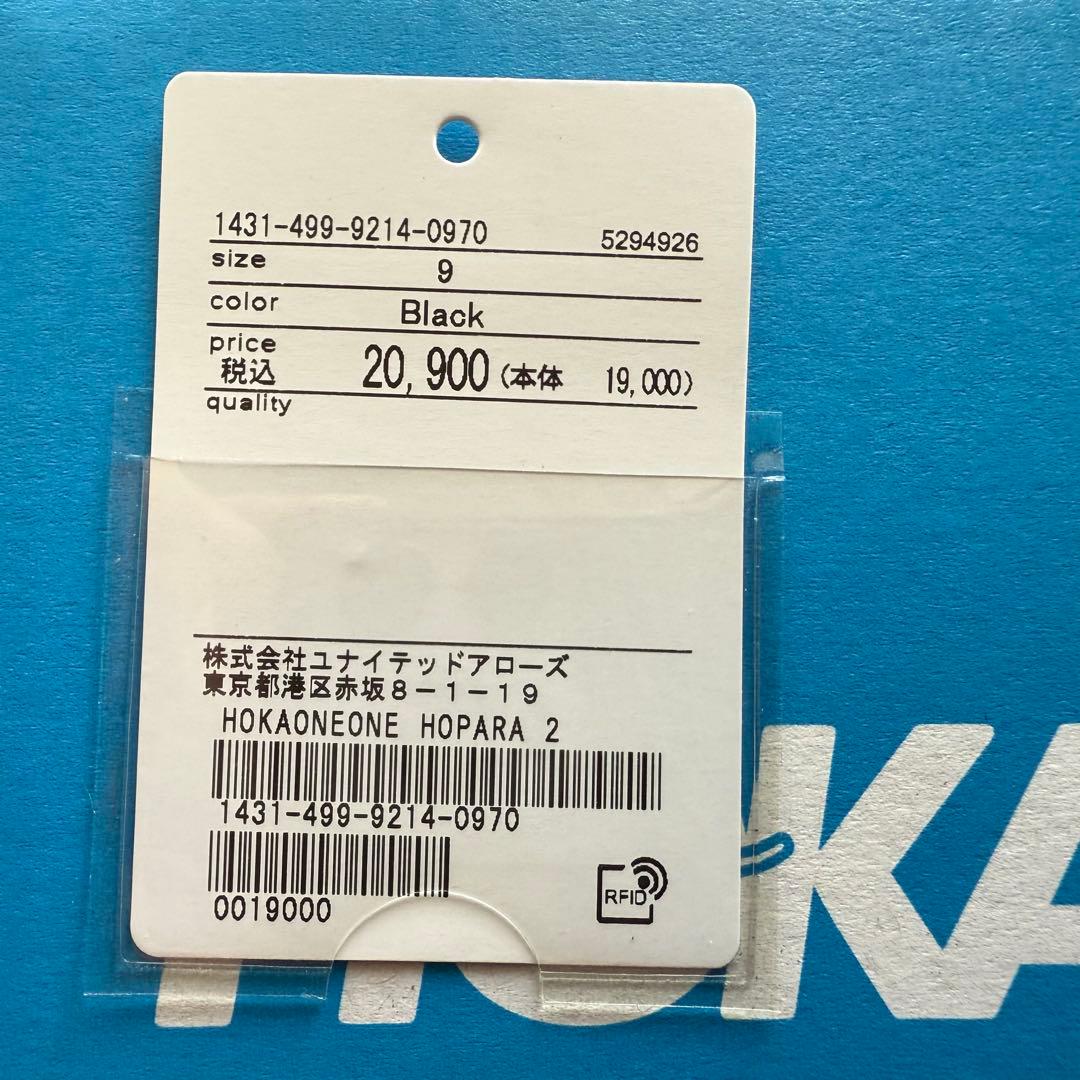 1431-499-9214-0970 5294926
size 9
color Black
price
税込 20,900(本体 19,000)
quality
株式会社ユナイテッドアローズ
東京都港区赤坂8-1-19
HOKAONEONE HOPARA 2
1431-499-9214-0970
0019000
RFID
HOKA